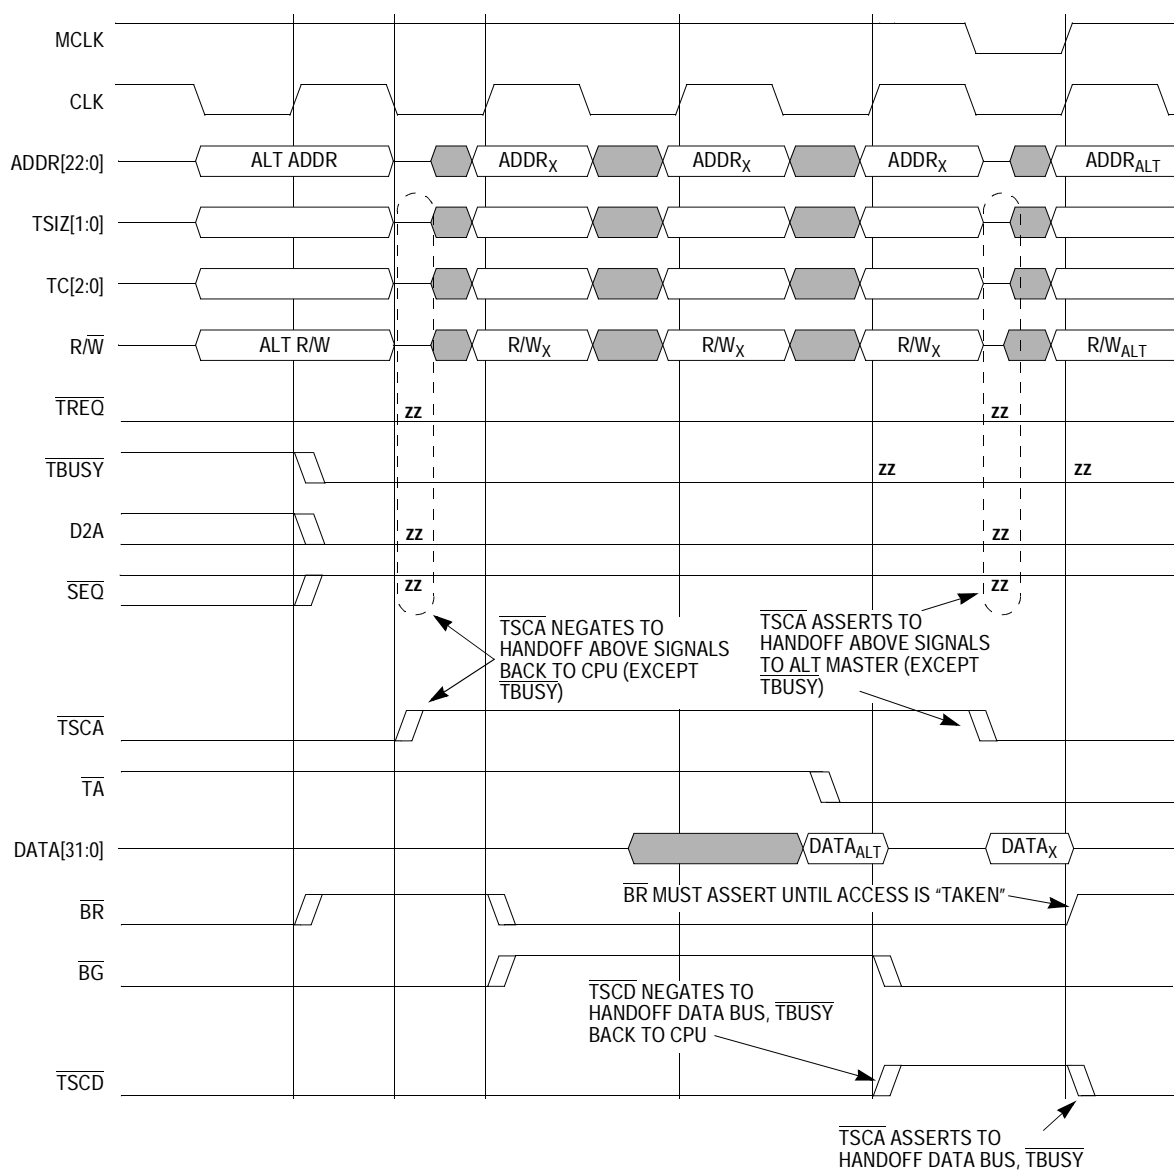 MCLK
CLK
ADDR[22:0] ALT ADDR ADDRX ADDRX ADDRX ADDRALT
TSIZ[1:0]
TC[2:0]
R/W ALT R/W R/WX R/WX R/WX R/WALT
TREQ zz zz
TBUSY zz zz
D2A zz zz
SEQ zz zz
TSCA NEGATES TO
HANDOFF ABOVE SIGNALS
BACK TO CPU (EXCEPT
TBUSY)
TSCA ASSERTS TO
HANDOFF ABOVE SIGNALS
TO ALT MASTER (EXCEPT
TBUSY)
TSCA
TA
DATA[31:0] DATAALT DATAX
BR MUST ASSERT UNTIL ACCESS IS “TAKEN”
BR
BG
TSCD NEGATES TO
HANDOFF DATA BUS, TBUSY
BACK TO CPU
TSCD
TSCA ASSERTS TO
HANDOFF DATA BUS, TBUSY